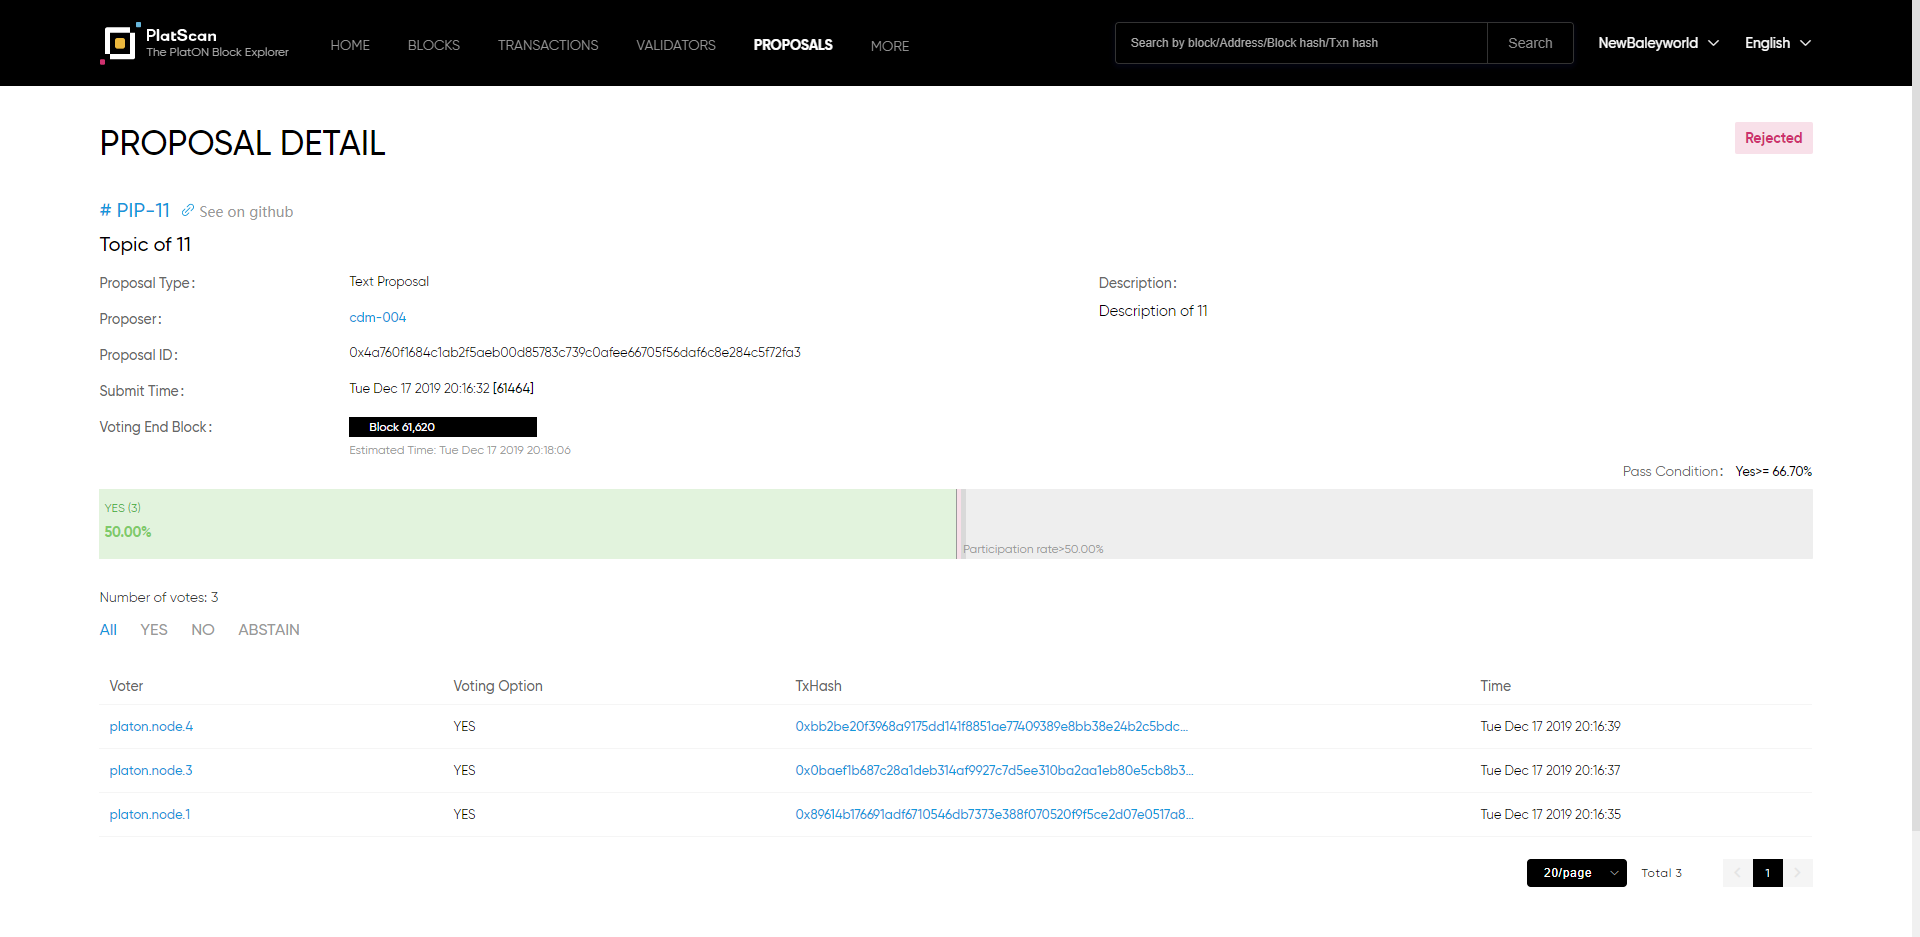 PlatScan
The PlatON Block Explorer
HOME
BLOCKS
TRANSACTIONS
VALIDATORS
PROPOSALS
MORE
Search by block/Address/Block hash/Txn hash
Search
NewBaleyworld
English
PROPOSAL DETAIL
Rejected
# PIP-11 See on github
Topic of 11
Proposal Type: Text Proposal
Description:
Description of 11
Proposer: cdm-004
Proposal ID: 0x4a760f1684c1ab2f5aeb00d85783c739c0afee66705f56daf6c8e284c5f72fa3
Submit Time: Tue Dec 17 2019 20:16:32 [61464]
Voting End Block: Block 61,620
Estimated Time: Tue Dec 17 2019 20:18:06
Pass Condition: Yes>= 66.70%
YES (3)
50.00%
Participation rate>50.00%
Number of votes: 3
All YES NO ABSTAIN
Voter Voting Option TxHash Time
platon.node.4 YES 0xbb2be20f3968a9175dd141f8851ae77409389e8bb38e24b2c5bdc... Tue Dec 17 2019 20:16:39
platon.node.3 YES 0x0baef1b687c28a1deb314af9927c7d5ee310ba2aa1eb80e5cb8b3... Tue Dec 17 2019 20:16:37
platon.node.1 YES 0x89614b176691adf6710546db7373e388f070520f9f5ce2d07e0517a8... Tue Dec 17 2019 20:16:35
20/page Total 3 1